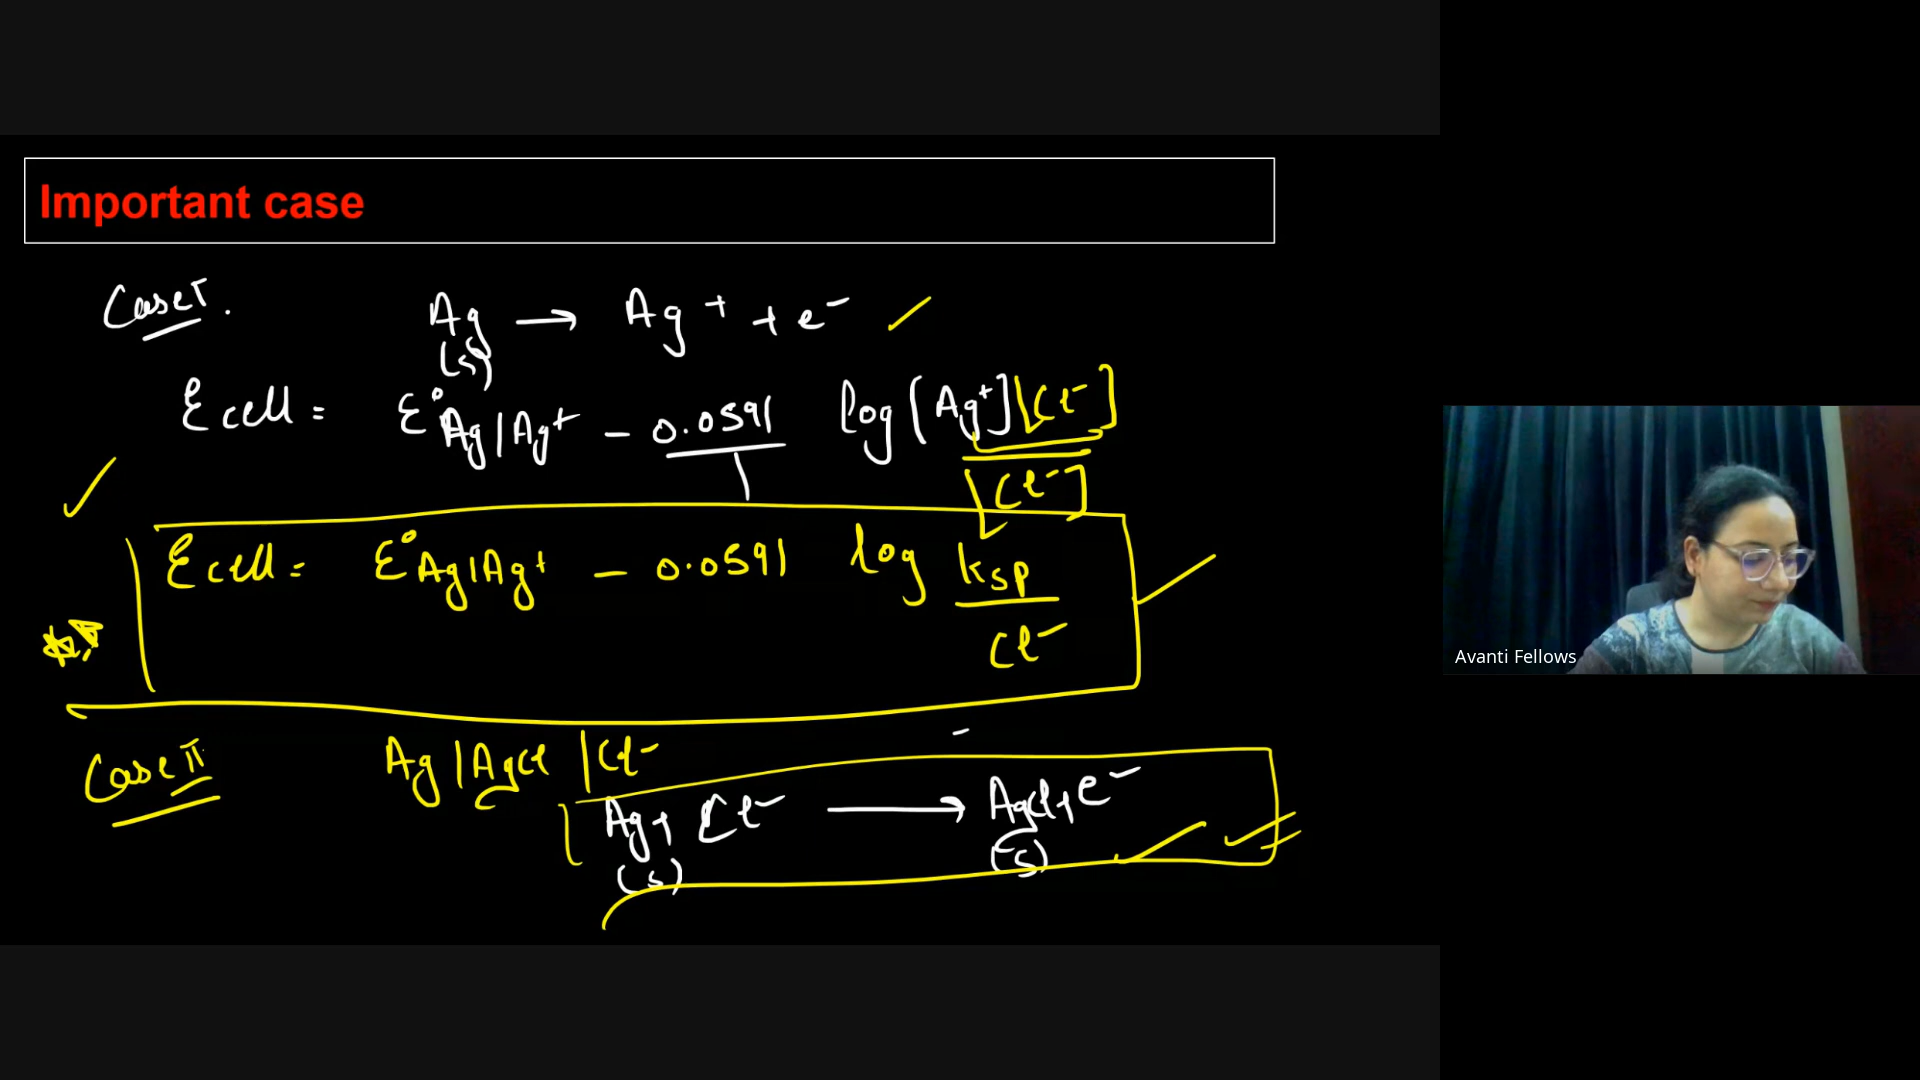 Important case
Case I.
Ag → Ag⁺ + e⁻
(s)
Ecell = E°Ag|Ag⁺ − 0.0591/1 log [Ag⁺][Cl⁻]/[Cl⁻]
Ecell = E°Ag|Ag⁺ − 0.0591 log ksp/Cl⁻
Case II Ag | AgCl | Cl⁻
Ag + Cl⁻ → AgCl + e⁻
(s) (s)
Avanti Fellows